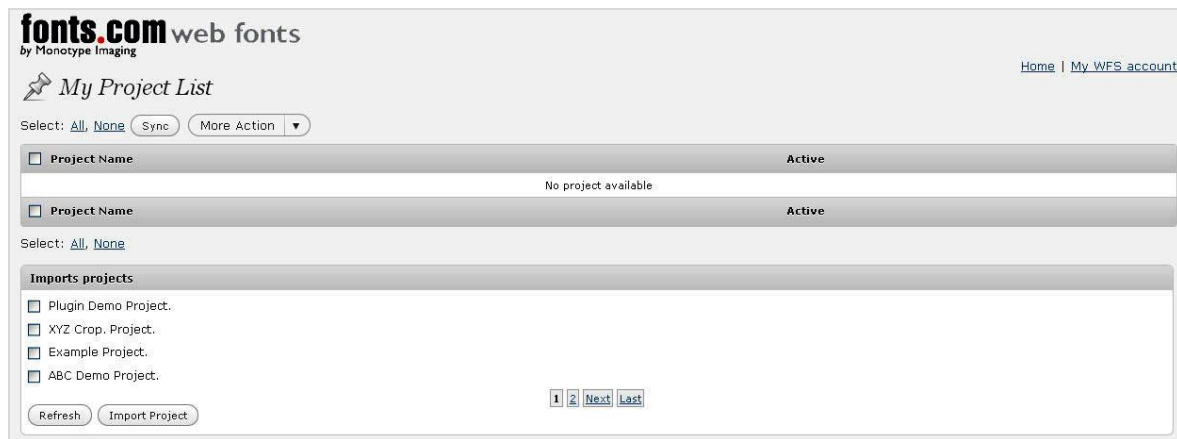 fonts.com web fonts
by Monotype Imaging
Home | My WFS account
My Project List
Select: All, None Sync More Action ▼
Project Name Active
No project available
Project Name Active
Select: All, None
Imports projects
Plugin Demo Project.
XYZ Crop. Project.
Example Project.
ABC Demo Project.
1 2 Next Last
Refresh Import Project